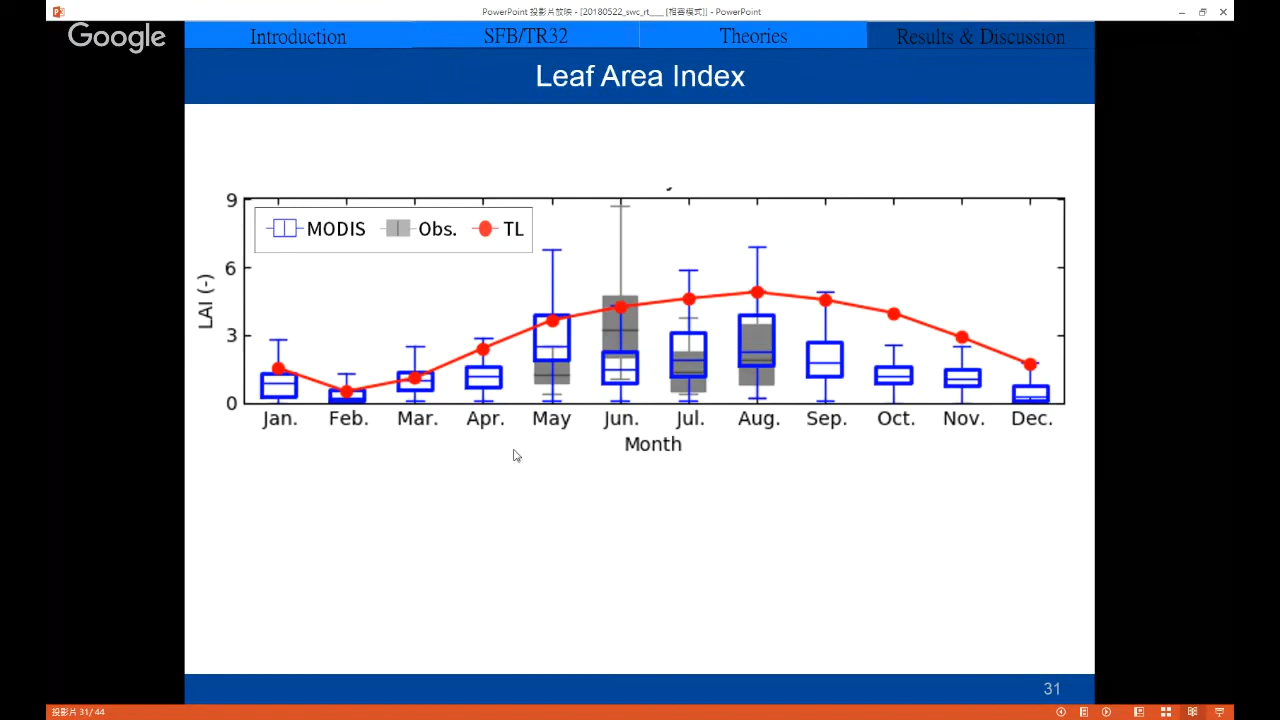 PowerPoint 投影片放映 - [20180522_swc_rt___ [相容模式]] - PowerPoint
Google
Introduction SFB/TR32 Theories Results & Discussion
Leaf Area Index
MODIS Obs. TL
9
6
3
0
LAI (-)
Jan. Feb. Mar. Apr. May Jun. Jul. Aug. Sep. Oct. Nov. Dec.
Month
31
投影片 31/ 44